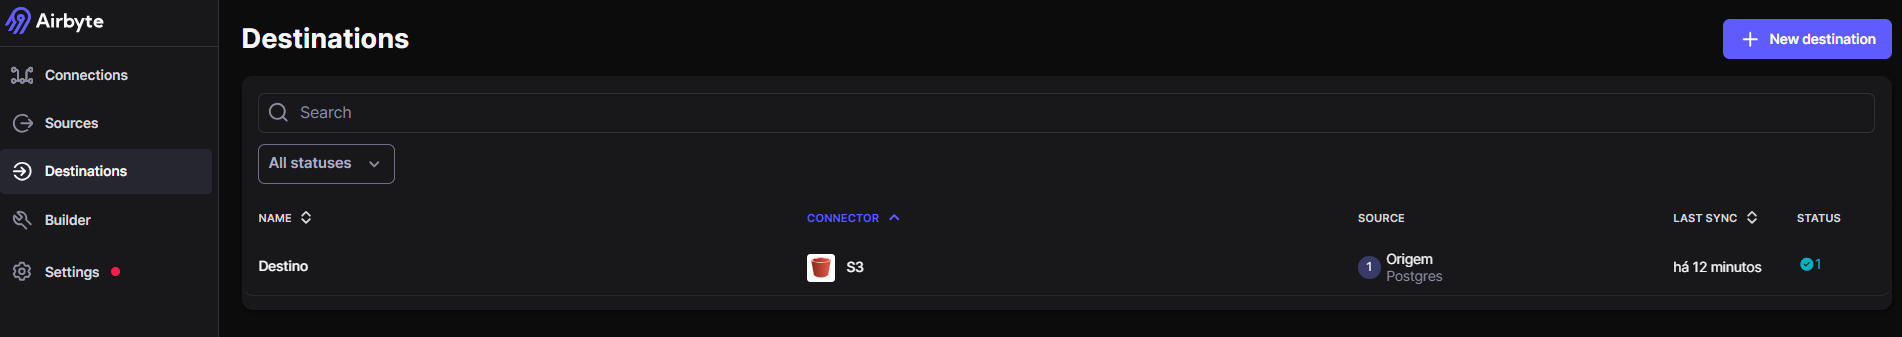 Airbyte
Connections
Sources
Destinations
Builder
Settings
Destinations
New destination
Search
All statuses
NAME CONNECTOR SOURCE LAST SYNC STATUS
Destino S3 1 Origem há 12 minutos 1
Postgres